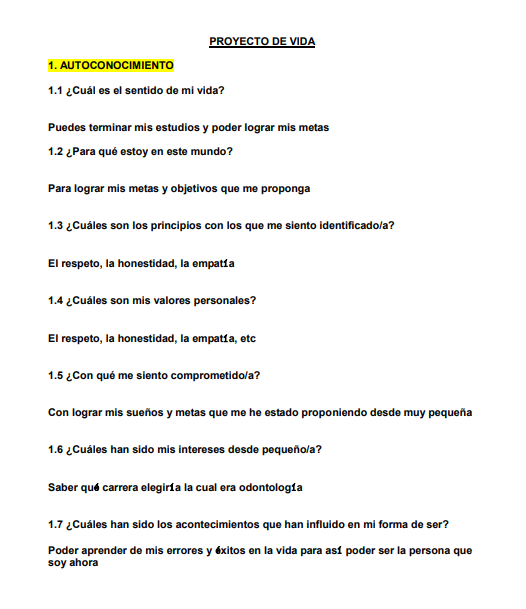 PROYECTO DE VIDA
1. AUTOCONOCIMIENTO
1.1 ¿Cuál es el sentido de mi vida?
Puedes terminar mis estudios y poder lograr mis metas
1.2 ¿Para qué estoy en este mundo?
Para lograr mis metas y objetivos que me proponga
1.3 ¿Cuáles son los principios con los que me siento identificado/a?
El respeto, la honestidad, la empatía
1.4 ¿Cuáles son mis valores personales?
El respeto, la honestidad, la empatía, etc
1.5 ¿Con qué me siento comprometido/a?
Con lograr mis sueños y metas que me he estado proponiendo desde muy pequeña
1.6 ¿Cuáles han sido mis intereses desde pequeño/a?
Saber qué carrera elegiría la cual era odontología
1.7 ¿Cuáles han sido los acontecimientos que han influido en mi forma de ser?
Poder aprender de mis errores y éxitos en la vida para así poder ser la persona que
soy ahora